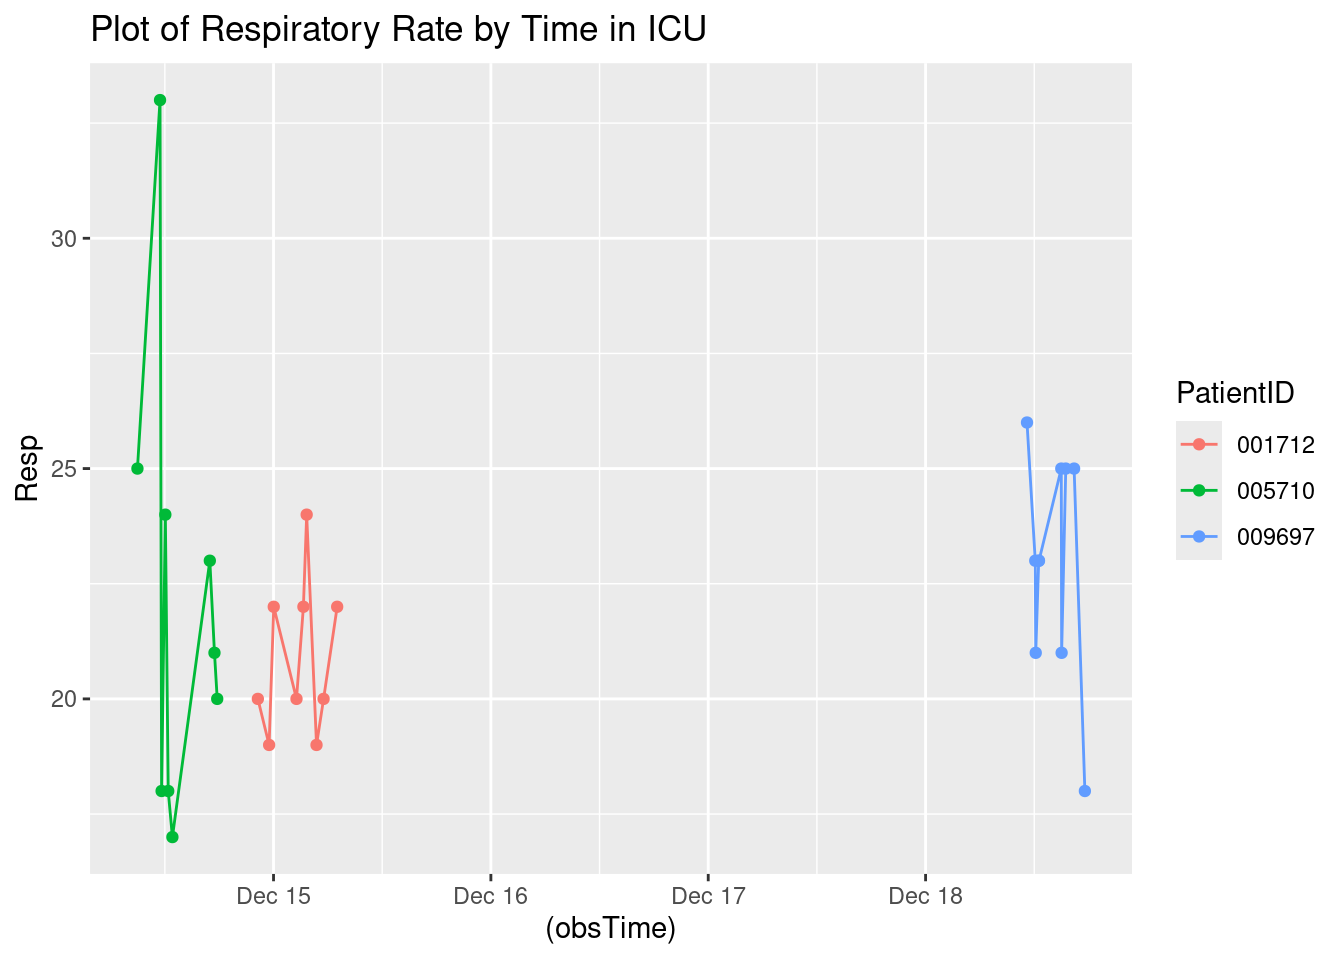 Plot of Respiratory Rate by Time in ICU
30
25
20
Resp
Dec 15
Dec 16
Dec 17
Dec 18
(obsTime)
PatientID
001712
005710
009697